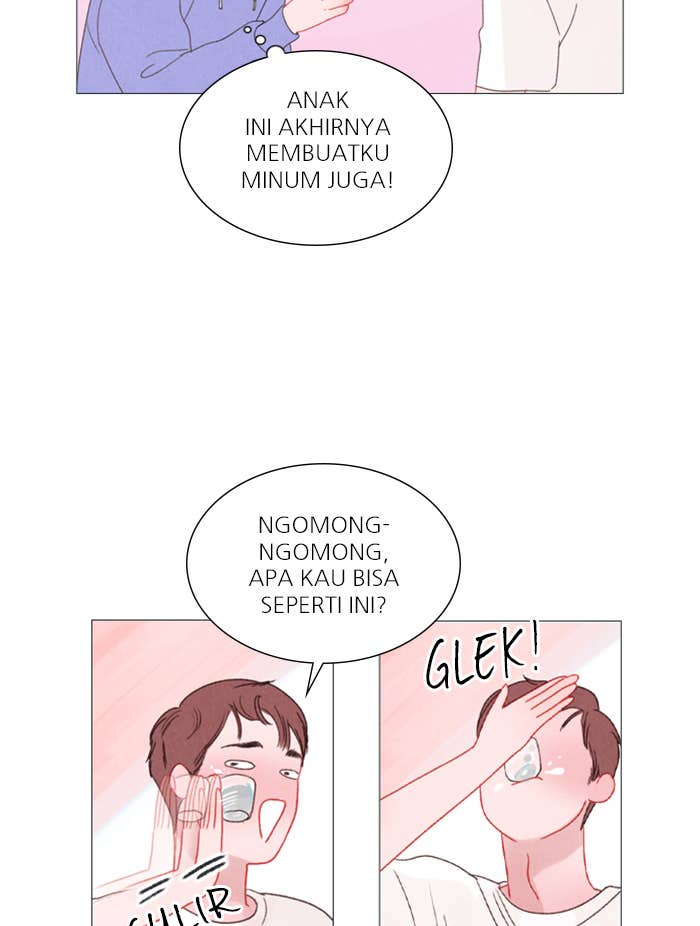 ANAK
INI AKHIRNYA
MEMBUATKU
MINUM JUGA!
NGOMONG-
NGOMONG,
APA KAU BISA
SEPERTI INI?
GLEK!